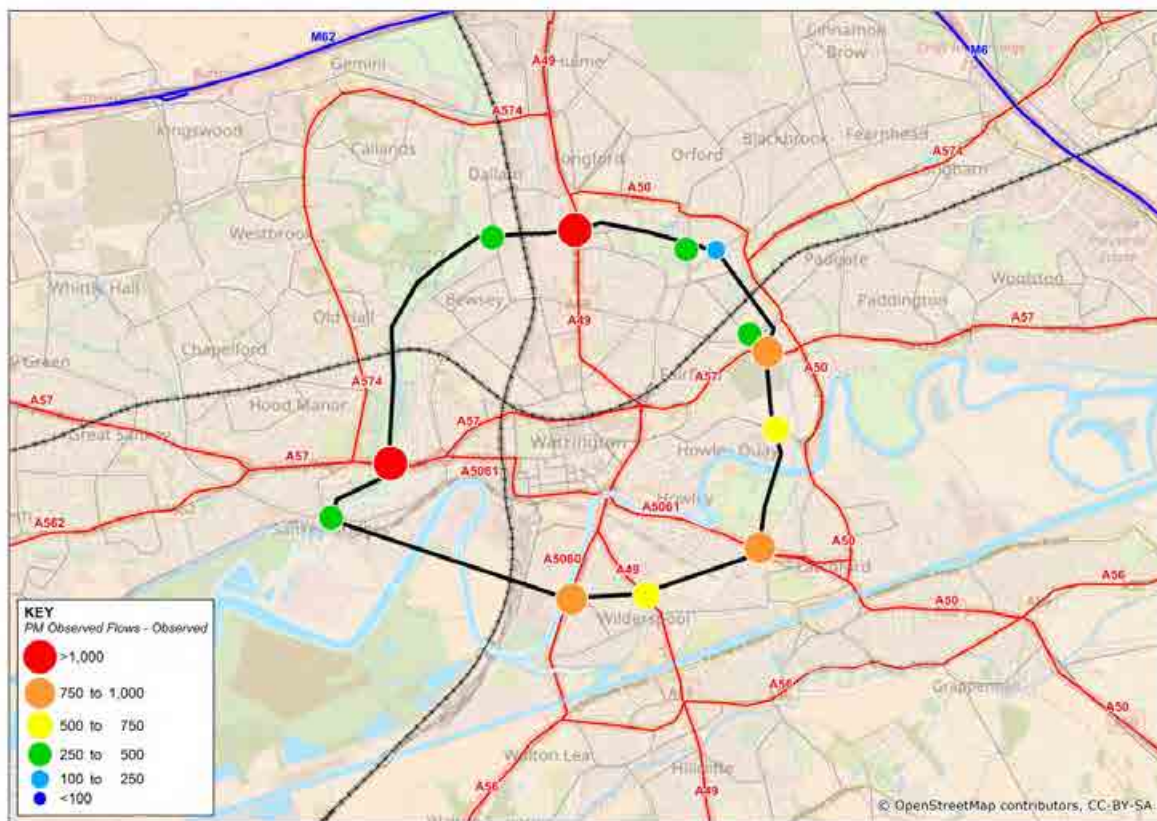 M62
Gemini
A49
Cinnamon
Brow
M6
A574
Kingswood
Callands
Dallam
Orford
Blackbrook
Fearnhead
A574
A50
Westbrook
Padgate
Woolston
Whittle Hall
Bewsey
Paddington
Old Hall
A49
A57
Chapelford
A574
A57
A50
Hood Manor
A57
A57
Great Sankey
Warrington
Howley Quay
A57
A5061
Howley
A562
A5061
A5060
A49
A50
Latchford
A56
Wilderspool
A50
A56
Grappenhall
A50
Walton Lea
Hillcliffe
A56
A49
KEY
PM Observed Flows - Observed
>1,000
750 to 1,000
500 to 750
250 to 500
100 to 250
<100
© OpenStreetMap contributors, CC-BY-SA